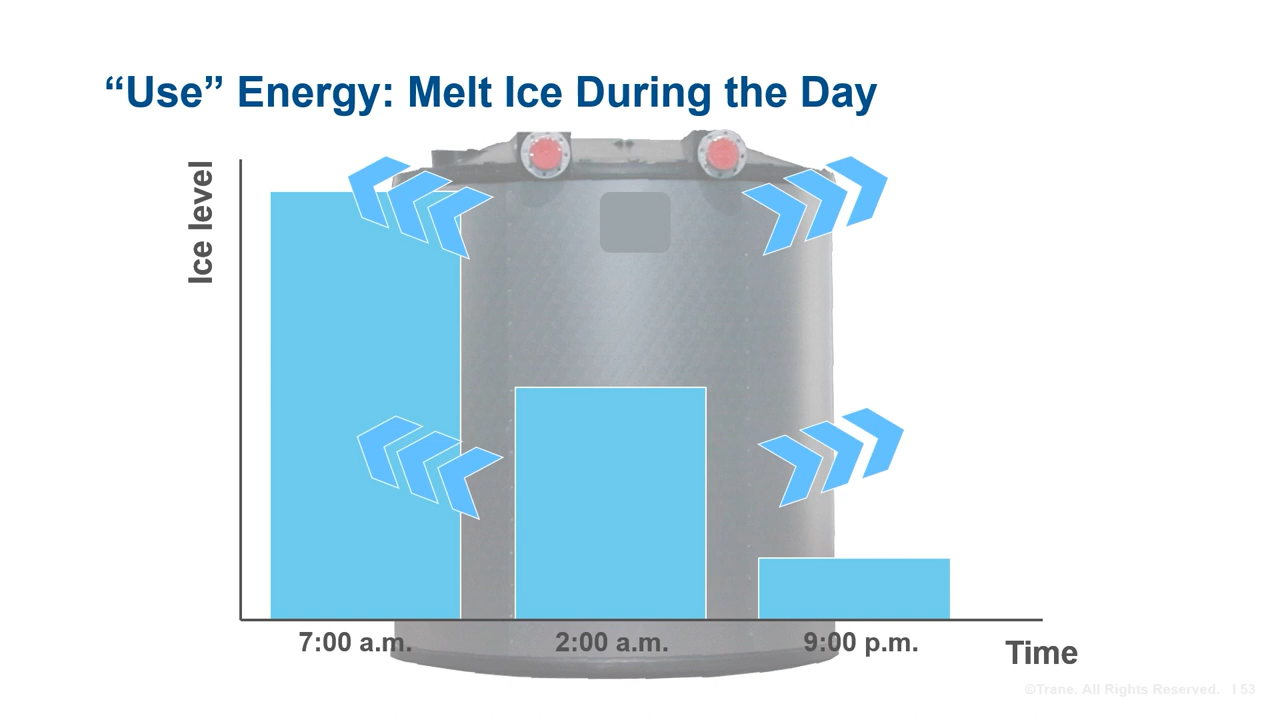 “Use” Energy: Melt Ice During the Day
Ice level
7:00 a.m.
2:00 a.m.
9:00 p.m.
Time
©Trane. All Rights Reserved. | 53